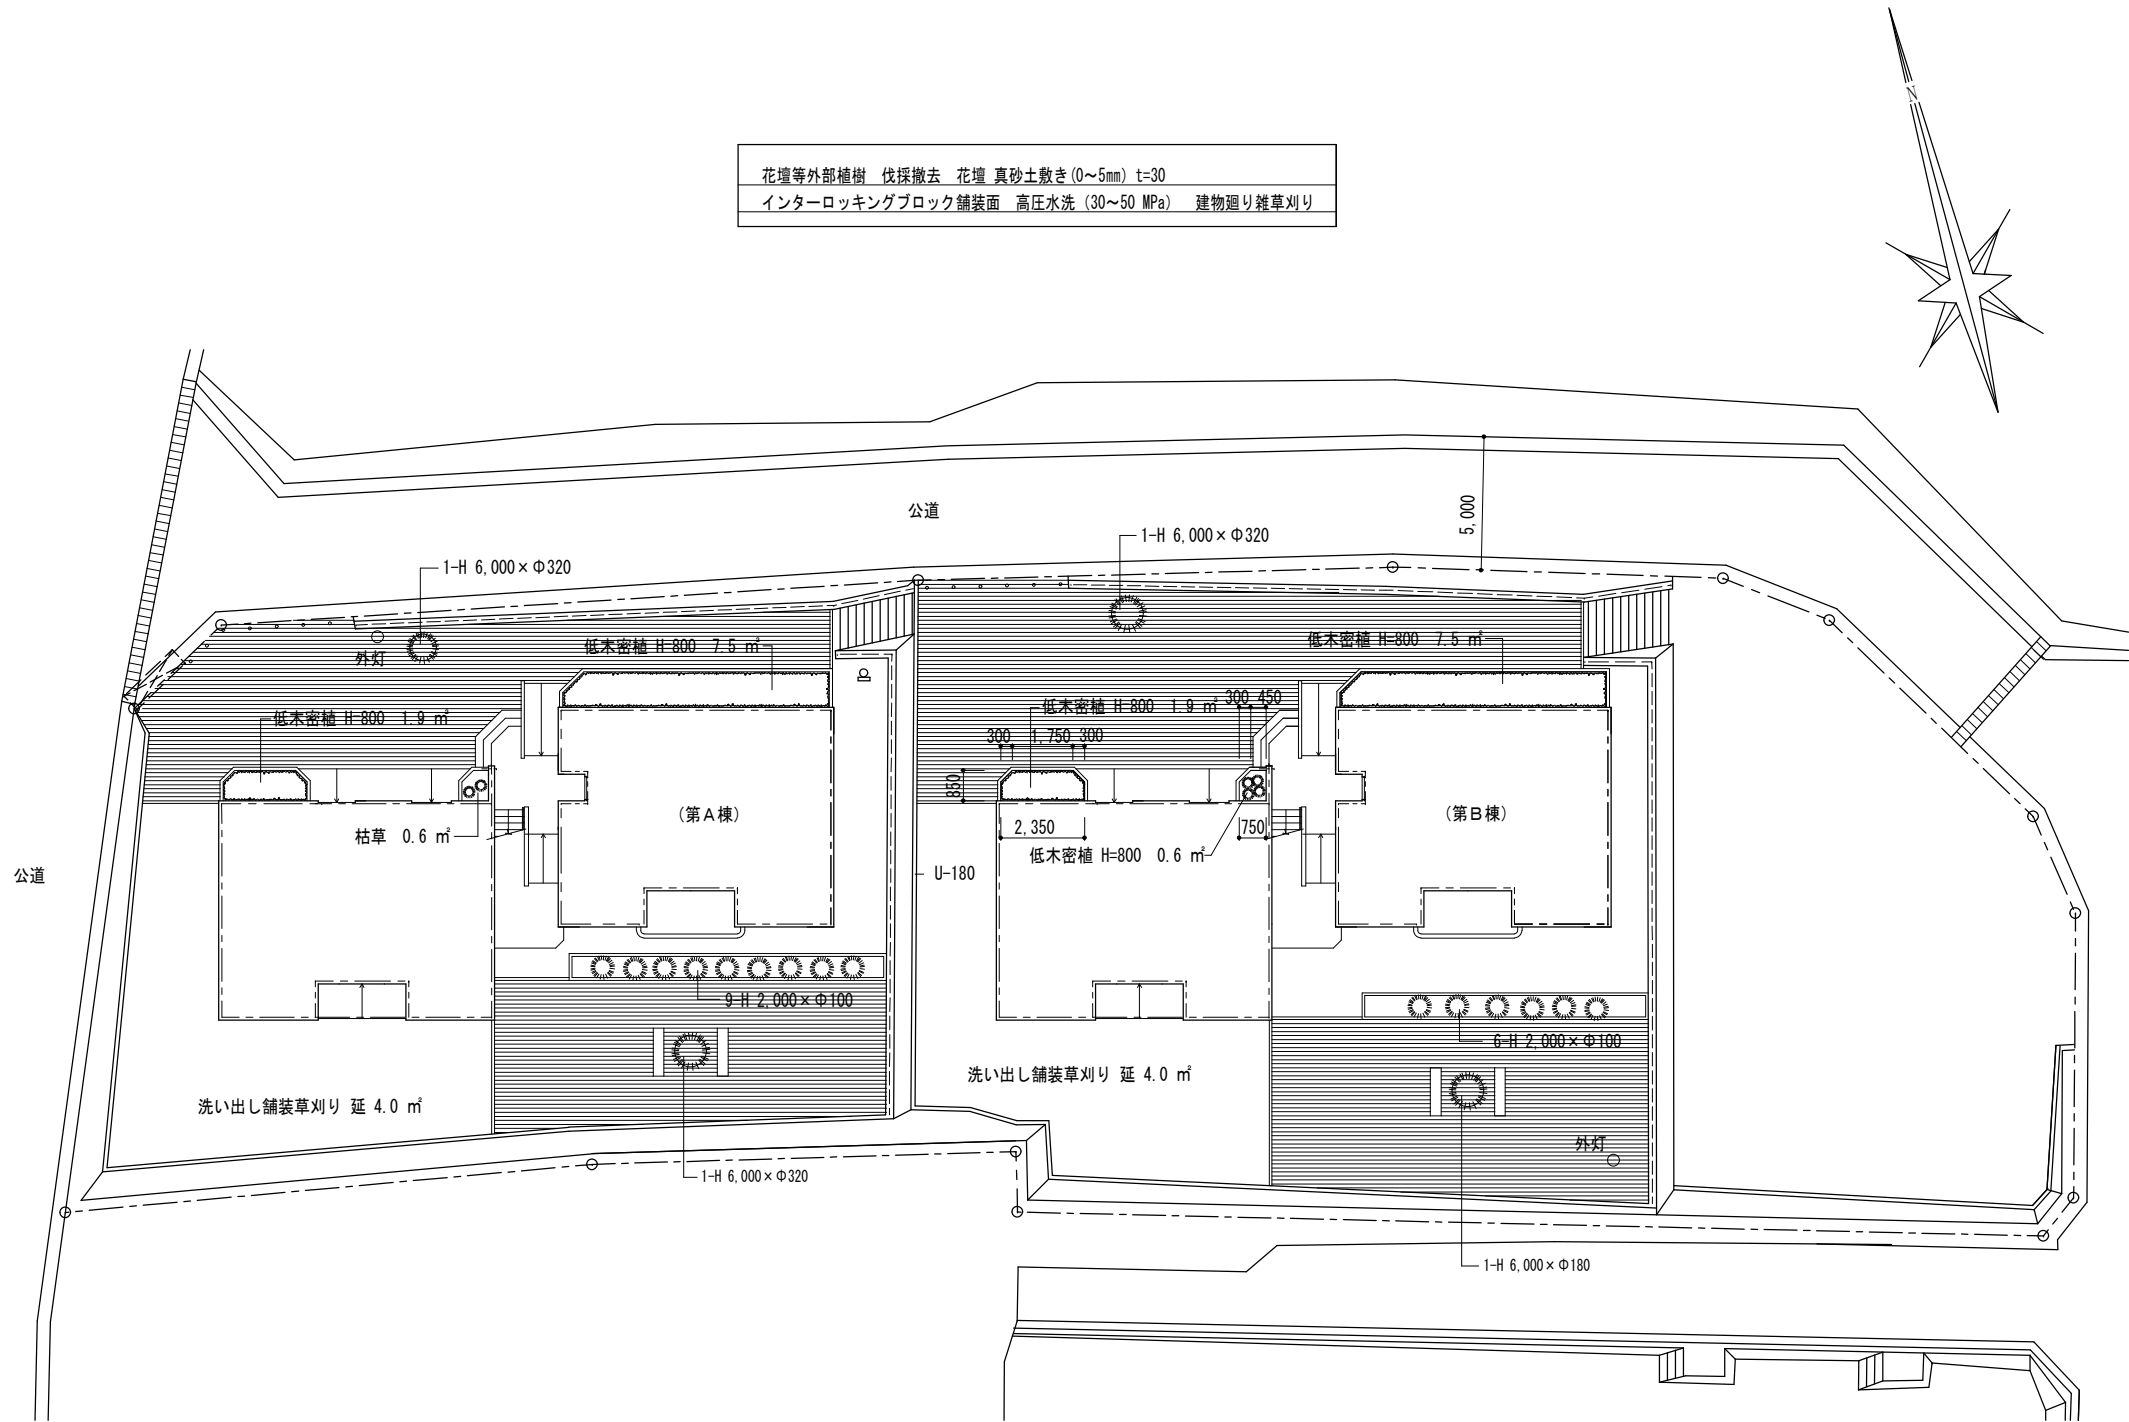 N
花壇等外部植樹　伐採撤去　花壇 真砂土敷き(0～5mm) t=30
インターロッキングブロック舗装面　高圧水洗 (30～50 MPa)　建物廻り雑草刈り
公道
5,000
1-H 6,000×Φ320
1-H 6,000×Φ320
外灯
低木密植 H=800　7.5 ㎡
低木密植 H=800　7.5 ㎡
低木密植 H=800　1.9 ㎡
低木密植 H=800　1.9 ㎡
300 450
300 1,750 300
850
(第Ａ棟)
(第Ｂ棟)
枯草　0.6 ㎡
2,350
750
低木密植 H=800　0.6 ㎡
公道
U-180
9-H 2,000×Φ100
6-H 2,000×Φ100
洗い出し舗装草刈り 延 4.0 ㎡
洗い出し舗装草刈り 延 4.0 ㎡
外灯
1-H 6,000×Φ320
1-H 6,000×Φ180